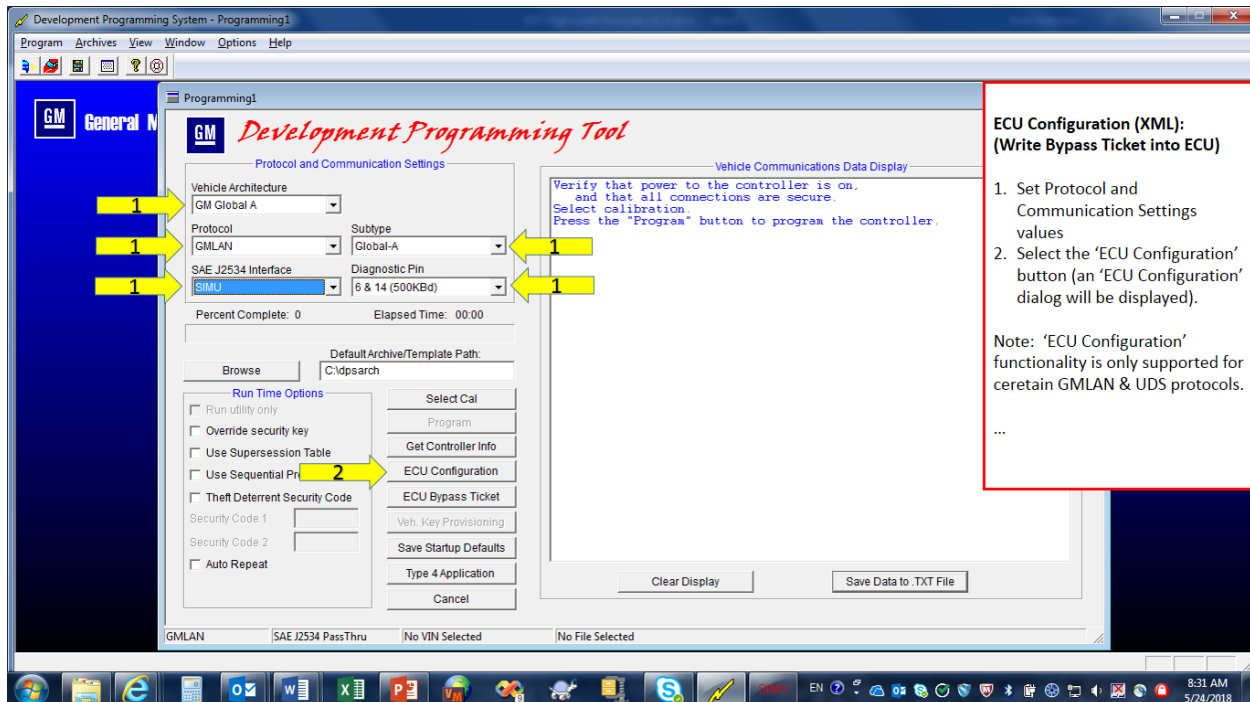 Development Programming System - Programming1
Program Archives View Window Options Help
GM General M
Programming1
GM Development Programming Tool
Protocol and Communication Settings
Vehicle Architecture
1
GM Global A
Protocol Subtype
1
GMLAN
Global-A
1
SAE J2534 Interface Diagnostic Pin
1
SIMU
6 & 14 (500KBd)
1
Percent Complete: 0 Elapsed Time: 00:00
Default Archive/Template Path:
Browse
C:\dpsarch
Run Time Options
Run utility only
Override security key
Use Supersession Table
Use Sequential Pr
2
Theft Deterrent Security Code
Security Code 1
Security Code 2
Auto Repeat
Select Cal
Program
Get Controller Info
ECU Configuration
ECU Bypass Ticket
Veh. Key Provisioning
Save Startup Defaults
Type 4 Application
Cancel
Vehicle Communications Data Display
Verify that power to the controller is on,
and that all connections are secure.
Select calibration.
Press the "Program" button to program the controller.
Clear Display
Save Data to .TXT File
GMLAN SAE J2534 PassThru No VIN Selected No File Selected
ECU Configuration (XML):
(Write Bypass Ticket into ECU)
1. Set Protocol and
Communication Settings
values
2. Select the ‘ECU Configuration’
button (an ‘ECU Configuration’
dialog will be displayed).
Note: ‘ECU Configuration’
functionality is only supported for
ceretain GMLAN & UDS protocols.
...
SIMU
EN
8:31 AM
5/24/2018